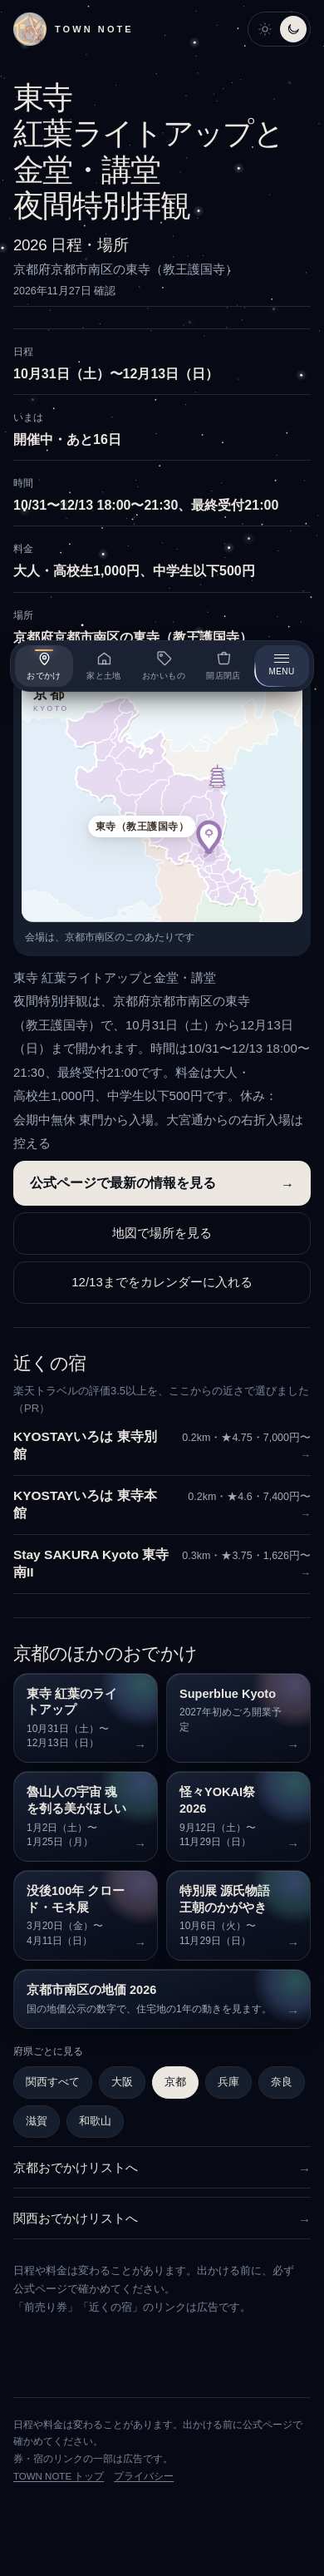 TOWN NOTE
東寺
紅葉ライトアップと
金堂・講堂
夜間特別拝観
2026 日程・場所
京都府京都市南区の東寺（教王護国寺）
2026年11月27日 確認
日程
10月31日（土）〜12月13日（日）
いまは
開催中・あと16日
時間
10/31〜12/13 18:00〜21:30、最終受付21:00
料金
大人・高校生1,000円、中学生以下500円
場所
京都府京都市南区の東寺（教王護国寺）
おでかけ
家と土地
おかいもの
開店閉店
MENU
京都
KYOTO
東寺（教王護国寺）
会場は、京都市南区のこのあたりです
東寺 紅葉ライトアップと金堂・講堂
夜間特別拝観は、京都府京都市南区の東寺
（教王護国寺）で、10月31日（土）から12月13日
（日）まで開かれます。時間は10/31〜12/13 18:00〜
21:30、最終受付21:00です。料金は大人・
高校生1,000円、中学生以下500円です。休み：
会期中無休 東門から入場。大宮通からの右折入場は
控える
公式ページで最新の情報を見る →
地図で場所を見る
12/13までをカレンダーに入れる
近くの宿
楽天トラベルの評価3.5以上を、ここからの近さで選びました
（PR）
KYOSTAYいろは 東寺別
館
0.2km・★4.75・7,000円〜
→
KYOSTAYいろは 東寺本
館
0.2km・★4.6・7,400円〜
→
Stay SAKURA Kyoto 東寺
南II
0.3km・★3.75・1,626円〜
→
京都のほかのおでかけ
東寺 紅葉のライ
トアップ
10月31日（土）〜
12月13日（日）
→
Superblue Kyoto
2027年初めごろ開業予
定
→
魯山人の宇宙 魂
を刳る美がほしい
1月2日（土）〜
1月25日（月）
→
怪々YOKAI祭
2026
9月12日（土）〜
11月29日（日）
→
没後100年 クロー
ド・モネ展
3月20日（金）〜
4月11日（日）
→
特別展 源氏物語
王朝のかがやき
10月6日（火）〜
11月29日（日）
→
京都市南区の地価 2026
国の地価公示の数字で、住宅地の1年の動きを見ます。 →
府県ごとに見る
関西すべて
大阪
京都
兵庫
奈良
滋賀
和歌山
京都おでかけリストへ →
関西おでかけリストへ →
日程や料金は変わることがあります。出かける前に、必ず
公式ページで確かめてください。
「前売り券」「近くの宿」のリンクは広告です。
日程や料金は変わることがあります。出かける前に公式ページで
確かめてください。
券・宿のリンクの一部は広告です。
TOWN NOTE トップ プライバシー